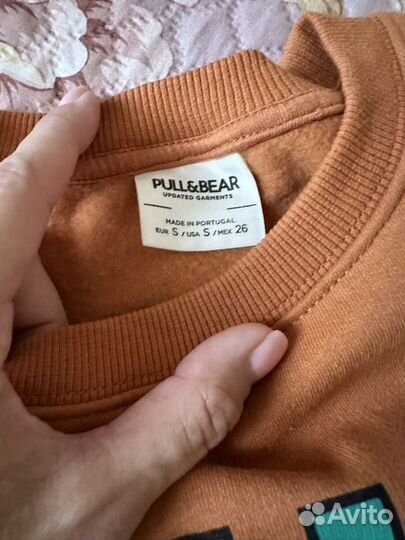 PULL&BEAR
UPDATED GARMENTS
MADE IN PORTUGAL
EUR S / USA S / MEX 26
Avito